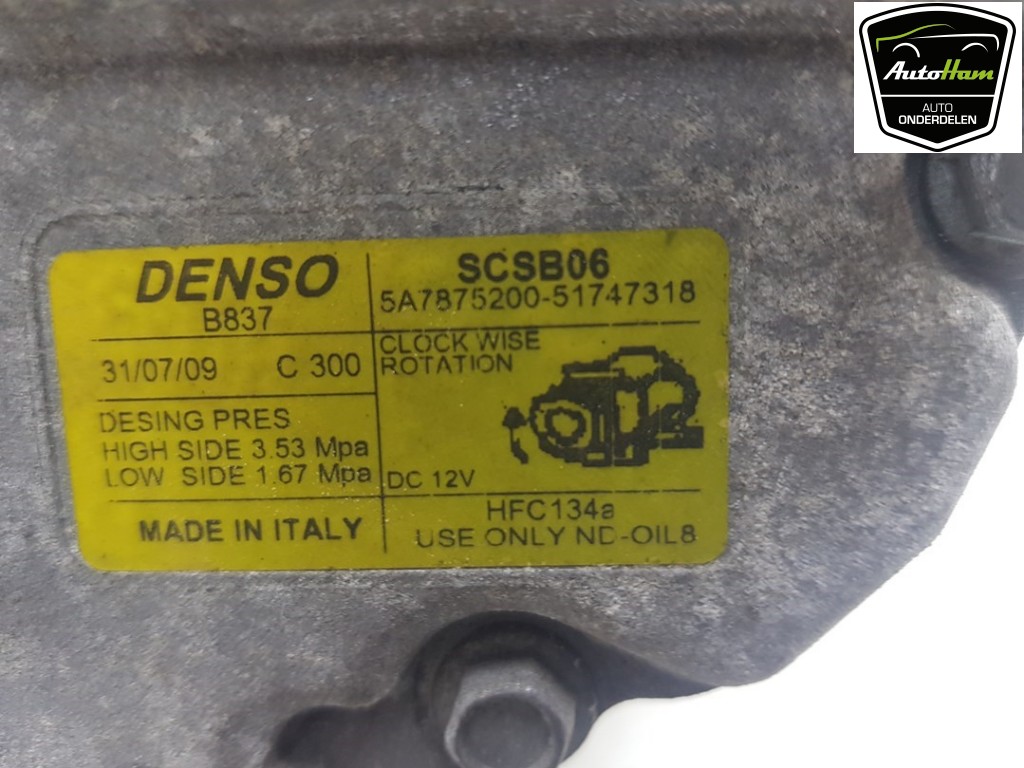 AutoHam
AUTO
ONDERDELEN
DENSO
B837
SCSB06
5A7875200-51747318
31/07/09 C 300
CLOCK WISE
ROTATION
DESING PRES
HIGH SIDE 3.53 Mpa
LOW SIDE 1.67 Mpa
DC 12V
MADE IN ITALY
HFC134a
USE ONLY ND-OIL8